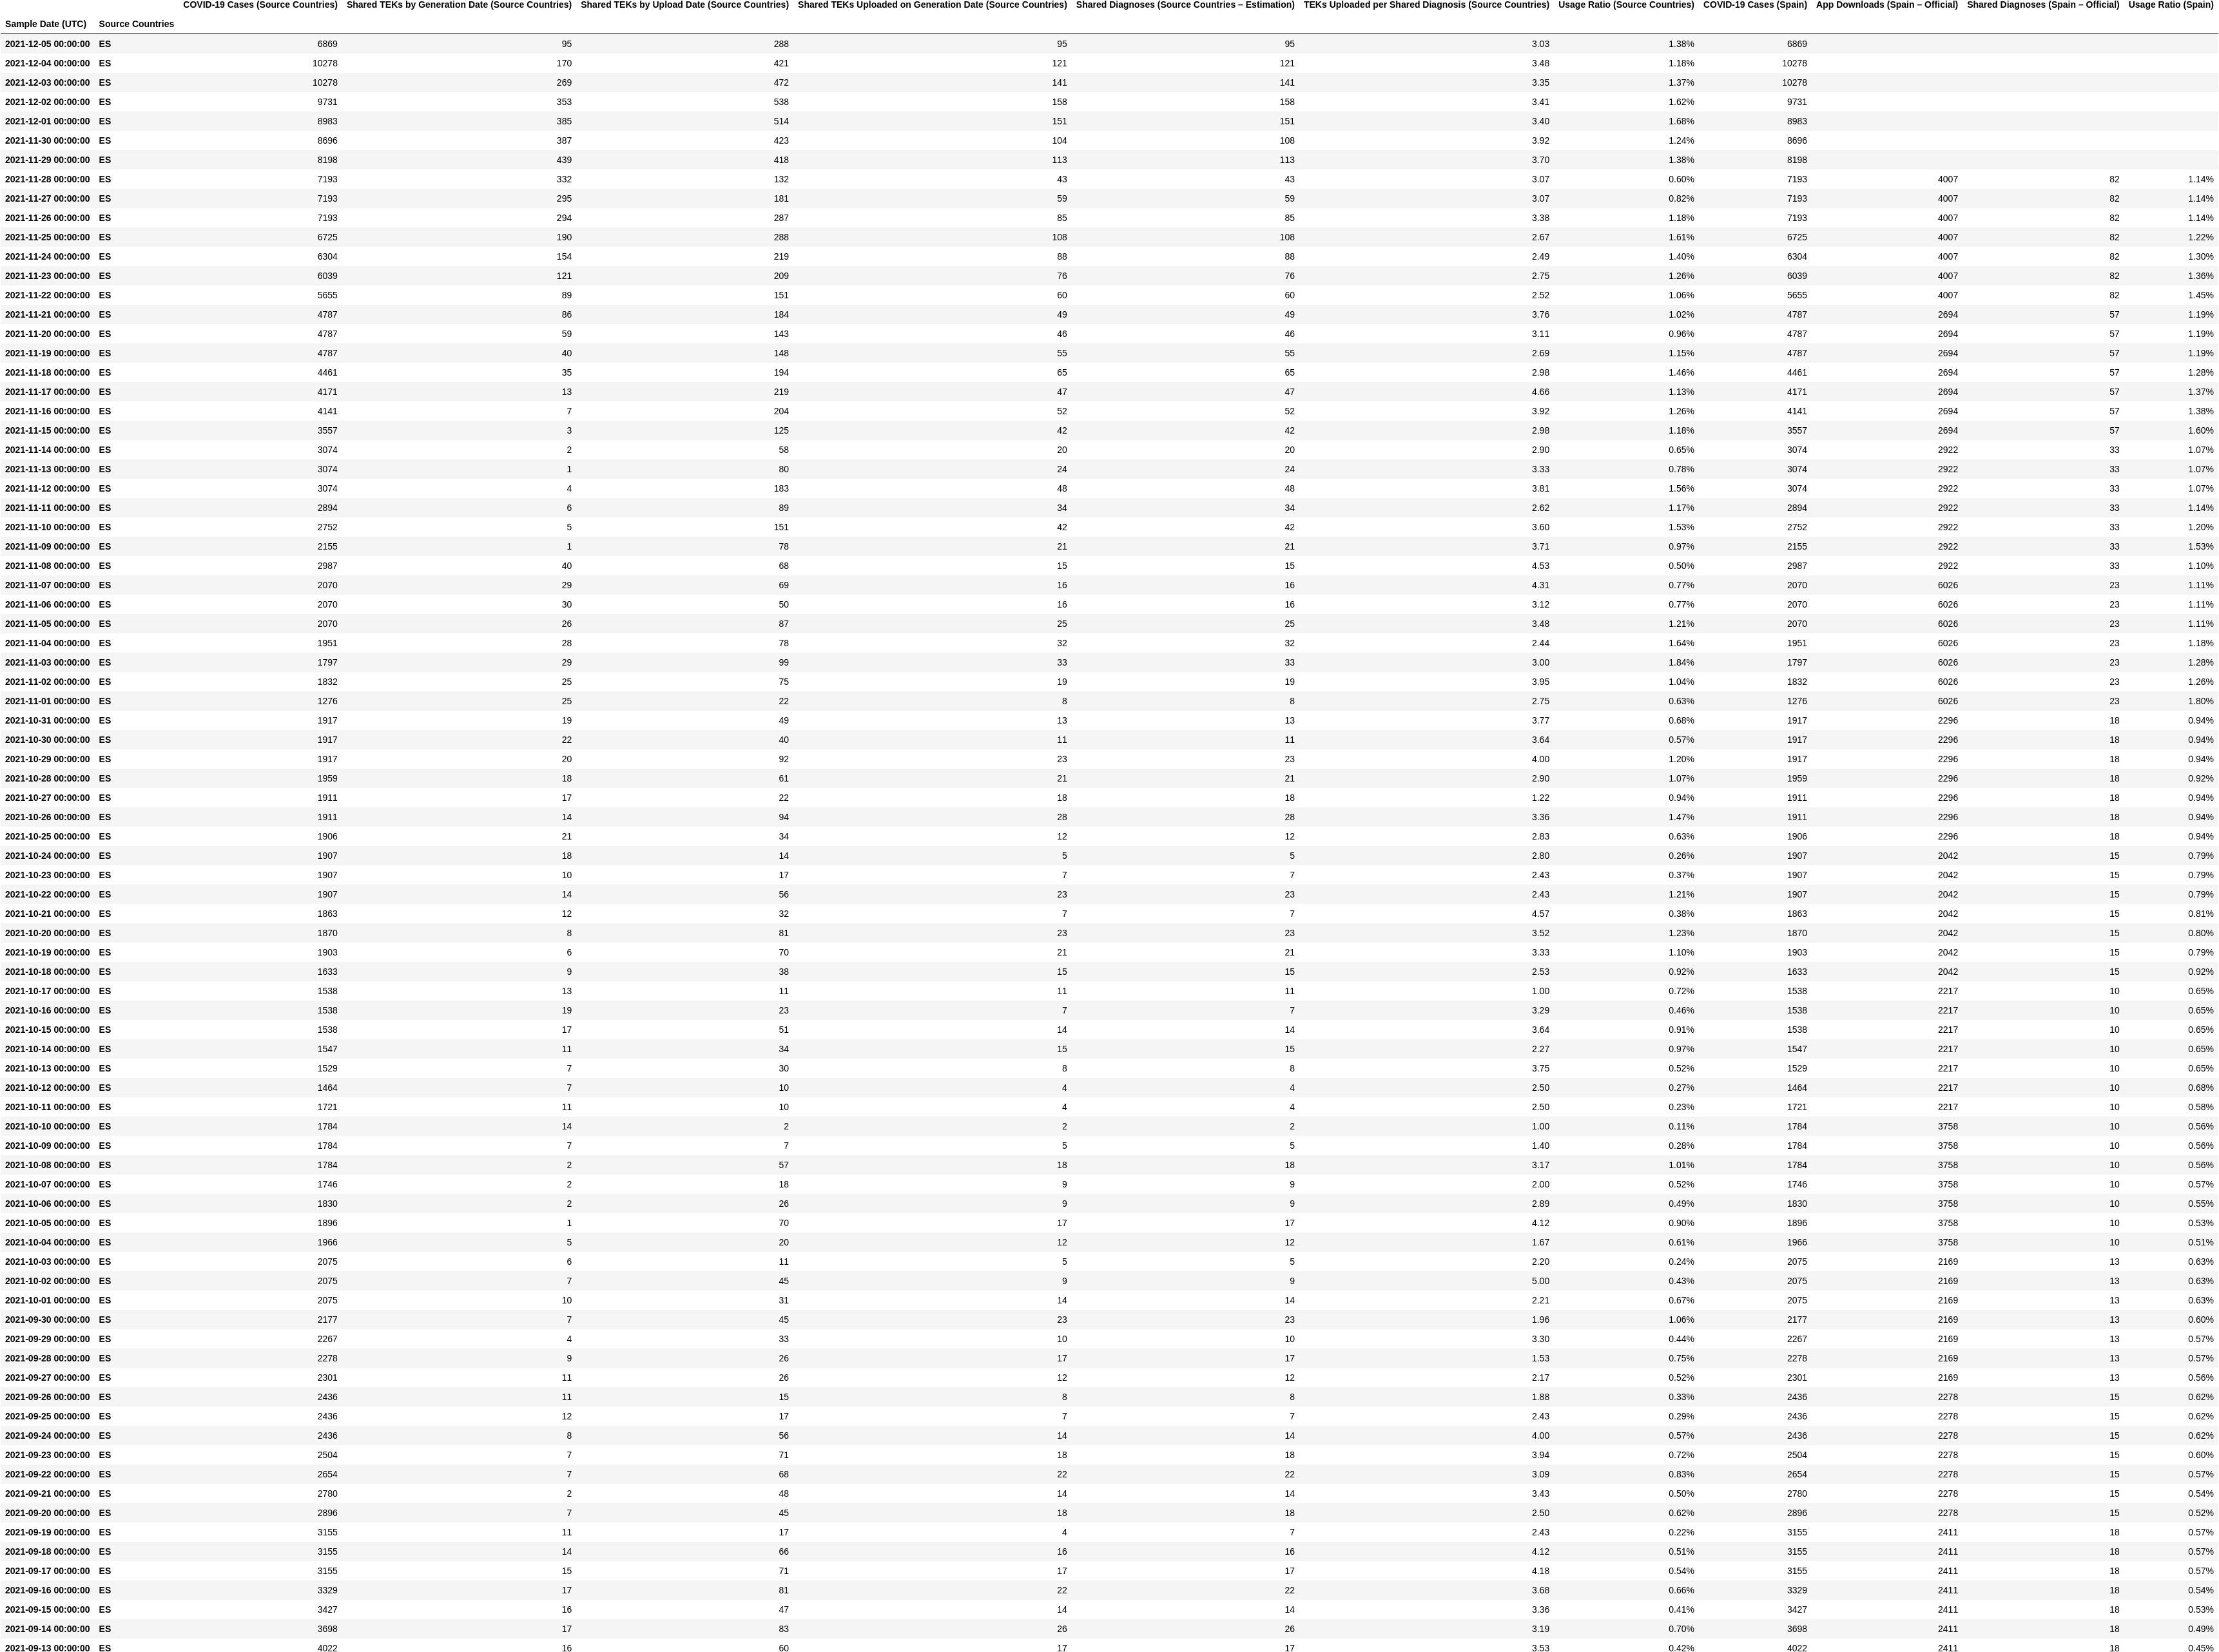 COVID-19 Cases (Source Countries) Shared TEKs by Generation Date (Source Countries) Shared TEKs by Upload Date (Source Countries) Shared TEKs Uploaded on Generation Date (Source Countries) Shared Diagnoses (Source Countries – Estimation) TEKs Uploaded per Shared Diagnosis (Source Countries) Usage Ratio (Source Countries) COVID-19 Cases (Spain) App Downloads (Spain – Official) Shared Diagnoses (Spain – Official) Usage Ratio (Spain)
Sample Date (UTC) Source Countries
2021-12-05 00:00:00 ES 6869 95 288 95 95 3.03 1.38% 6869
2021-12-04 00:00:00 ES 10278 170 421 121 121 3.48 1.18% 10278
2021-12-03 00:00:00 ES 10278 269 472 141 141 3.35 1.37% 10278
2021-12-02 00:00:00 ES 9731 353 538 158 158 3.41 1.62% 9731
2021-12-01 00:00:00 ES 8983 385 514 151 151 3.40 1.68% 8983
2021-11-30 00:00:00 ES 8696 387 423 104 108 3.92 1.24% 8696
2021-11-29 00:00:00 ES 8198 439 418 113 113 3.70 1.38% 8198
2021-11-28 00:00:00 ES 7193 332 132 43 43 3.07 0.60% 7193 4007 82 1.14%
2021-11-27 00:00:00 ES 7193 295 181 59 59 3.07 0.82% 7193 4007 82 1.14%
2021-11-26 00:00:00 ES 7193 294 287 85 85 3.38 1.18% 7193 4007 82 1.14%
2021-11-25 00:00:00 ES 6725 190 288 108 108 2.67 1.61% 6725 4007 82 1.22%
2021-11-24 00:00:00 ES 6304 154 219 88 88 2.49 1.40% 6304 4007 82 1.30%
2021-11-23 00:00:00 ES 6039 121 209 76 76 2.75 1.26% 6039 4007 82 1.36%
2021-11-22 00:00:00 ES 5655 89 151 60 60 2.52 1.06% 5655 4007 82 1.45%
2021-11-21 00:00:00 ES 4787 86 184 49 49 3.76 1.02% 4787 2694 57 1.19%
2021-11-20 00:00:00 ES 4787 59 143 46 46 3.11 0.96% 4787 2694 57 1.19%
2021-11-19 00:00:00 ES 4787 40 148 55 55 2.69 1.15% 4787 2694 57 1.19%
2021-11-18 00:00:00 ES 4461 35 194 65 65 2.98 1.46% 4461 2694 57 1.28%
2021-11-17 00:00:00 ES 4171 13 219 47 47 4.66 1.13% 4171 2694 57 1.37%
2021-11-16 00:00:00 ES 4141 7 204 52 52 3.92 1.26% 4141 2694 57 1.38%
2021-11-15 00:00:00 ES 3557 3 125 42 42 2.98 1.18% 3557 2694 57 1.60%
2021-11-14 00:00:00 ES 3074 2 58 20 20 2.90 0.65% 3074 2922 33 1.07%
2021-11-13 00:00:00 ES 3074 1 80 24 24 3.33 0.78% 3074 2922 33 1.07%
2021-11-12 00:00:00 ES 3074 4 183 48 48 3.81 1.56% 3074 2922 33 1.07%
2021-11-11 00:00:00 ES 2894 6 89 34 34 2.62 1.17% 2894 2922 33 1.14%
2021-11-10 00:00:00 ES 2752 5 151 42 42 3.60 1.53% 2752 2922 33 1.20%
2021-11-09 00:00:00 ES 2155 1 78 21 21 3.71 0.97% 2155 2922 33 1.53%
2021-11-08 00:00:00 ES 2987 40 68 15 15 4.53 0.50% 2987 2922 33 1.10%
2021-11-07 00:00:00 ES 2070 29 69 16 16 4.31 0.77% 2070 6026 23 1.11%
2021-11-06 00:00:00 ES 2070 30 50 16 16 3.12 0.77% 2070 6026 23 1.11%
2021-11-05 00:00:00 ES 2070 26 87 25 25 3.48 1.21% 2070 6026 23 1.11%
2021-11-04 00:00:00 ES 1951 28 78 32 32 2.44 1.64% 1951 6026 23 1.18%
2021-11-03 00:00:00 ES 1797 29 99 33 33 3.00 1.84% 1797 6026 23 1.28%
2021-11-02 00:00:00 ES 1832 25 75 19 19 3.95 1.04% 1832 6026 23 1.26%
2021-11-01 00:00:00 ES 1276 25 22 8 8 2.75 0.63% 1276 6026 23 1.80%
2021-10-31 00:00:00 ES 1917 19 49 13 13 3.77 0.68% 1917 2296 18 0.94%
2021-10-30 00:00:00 ES 1917 22 40 11 11 3.64 0.57% 1917 2296 18 0.94%
2021-10-29 00:00:00 ES 1917 20 92 23 23 4.00 1.20% 1917 2296 18 0.94%
2021-10-28 00:00:00 ES 1959 18 61 21 21 2.90 1.07% 1959 2296 18 0.92%
2021-10-27 00:00:00 ES 1911 17 22 18 18 1.22 0.94% 1911 2296 18 0.94%
2021-10-26 00:00:00 ES 1911 14 94 28 28 3.36 1.47% 1911 2296 18 0.94%
2021-10-25 00:00:00 ES 1906 21 34 12 12 2.83 0.63% 1906 2296 18 0.94%
2021-10-24 00:00:00 ES 1907 18 14 5 5 2.80 0.26% 1907 2042 15 0.79%
2021-10-23 00:00:00 ES 1907 10 17 7 7 2.43 0.37% 1907 2042 15 0.79%
2021-10-22 00:00:00 ES 1907 14 56 23 23 2.43 1.21% 1907 2042 15 0.79%
2021-10-21 00:00:00 ES 1863 12 32 7 7 4.57 0.38% 1863 2042 15 0.81%
2021-10-20 00:00:00 ES 1870 8 81 23 23 3.52 1.23% 1870 2042 15 0.80%
2021-10-19 00:00:00 ES 1903 6 70 21 21 3.33 1.10% 1903 2042 15 0.79%
2021-10-18 00:00:00 ES 1633 9 38 15 15 2.53 0.92% 1633 2042 15 0.92%
2021-10-17 00:00:00 ES 1538 13 11 11 11 1.00 0.72% 1538 2217 10 0.65%
2021-10-16 00:00:00 ES 1538 19 23 7 7 3.29 0.46% 1538 2217 10 0.65%
2021-10-15 00:00:00 ES 1538 17 51 14 14 3.64 0.91% 1538 2217 10 0.65%
2021-10-14 00:00:00 ES 1547 11 34 15 15 2.27 0.97% 1547 2217 10 0.65%
2021-10-13 00:00:00 ES 1529 7 30 8 8 3.75 0.52% 1529 2217 10 0.65%
2021-10-12 00:00:00 ES 1464 7 10 4 4 2.50 0.27% 1464 2217 10 0.68%
2021-10-11 00:00:00 ES 1721 11 10 4 4 2.50 0.23% 1721 2217 10 0.58%
2021-10-10 00:00:00 ES 1784 14 2 2 2 1.00 0.11% 1784 3758 10 0.56%
2021-10-09 00:00:00 ES 1784 7 7 5 5 1.40 0.28% 1784 3758 10 0.56%
2021-10-08 00:00:00 ES 1784 2 57 18 18 3.17 1.01% 1784 3758 10 0.56%
2021-10-07 00:00:00 ES 1746 2 18 9 9 2.00 0.52% 1746 3758 10 0.57%
2021-10-06 00:00:00 ES 1830 2 26 9 9 2.89 0.49% 1830 3758 10 0.55%
2021-10-05 00:00:00 ES 1896 1 70 17 17 4.12 0.90% 1896 3758 10 0.53%
2021-10-04 00:00:00 ES 1966 5 20 12 12 1.67 0.61% 1966 3758 10 0.51%
2021-10-03 00:00:00 ES 2075 6 11 5 5 2.20 0.24% 2075 2169 13 0.63%
2021-10-02 00:00:00 ES 2075 7 45 9 9 5.00 0.43% 2075 2169 13 0.63%
2021-10-01 00:00:00 ES 2075 10 31 14 14 2.21 0.67% 2075 2169 13 0.63%
2021-09-30 00:00:00 ES 2177 7 45 23 23 1.96 1.06% 2177 2169 13 0.60%
2021-09-29 00:00:00 ES 2267 4 33 10 10 3.30 0.44% 2267 2169 13 0.57%
2021-09-28 00:00:00 ES 2278 9 26 17 17 1.53 0.75% 2278 2169 13 0.57%
2021-09-27 00:00:00 ES 2301 11 26 12 12 2.17 0.52% 2301 2169 13 0.56%
2021-09-26 00:00:00 ES 2436 11 15 8 8 1.88 0.33% 2436 2278 15 0.62%
2021-09-25 00:00:00 ES 2436 12 17 7 7 2.43 0.29% 2436 2278 15 0.62%
2021-09-24 00:00:00 ES 2436 8 56 14 14 4.00 0.57% 2436 2278 15 0.62%
2021-09-23 00:00:00 ES 2504 7 71 18 18 3.94 0.72% 2504 2278 15 0.60%
2021-09-22 00:00:00 ES 2654 7 68 22 22 3.09 0.83% 2654 2278 15 0.57%
2021-09-21 00:00:00 ES 2780 2 48 14 14 3.43 0.50% 2780 2278 15 0.54%
2021-09-20 00:00:00 ES 2896 7 45 18 18 2.50 0.62% 2896 2278 15 0.52%
2021-09-19 00:00:00 ES 3155 11 17 4 7 2.43 0.22% 3155 2411 18 0.57%
2021-09-18 00:00:00 ES 3155 14 66 16 16 4.12 0.51% 3155 2411 18 0.57%
2021-09-17 00:00:00 ES 3155 15 71 17 17 4.18 0.54% 3155 2411 18 0.57%
2021-09-16 00:00:00 ES 3329 17 81 22 22 3.68 0.66% 3329 2411 18 0.54%
2021-09-15 00:00:00 ES 3427 16 47 14 14 3.36 0.41% 3427 2411 18 0.53%
2021-09-14 00:00:00 ES 3698 17 83 26 26 3.19 0.70% 3698 2411 18 0.49%
2021-09-13 00:00:00 ES 4022 16 60 17 17 3.53 0.42% 4022 2411 18 0.45%